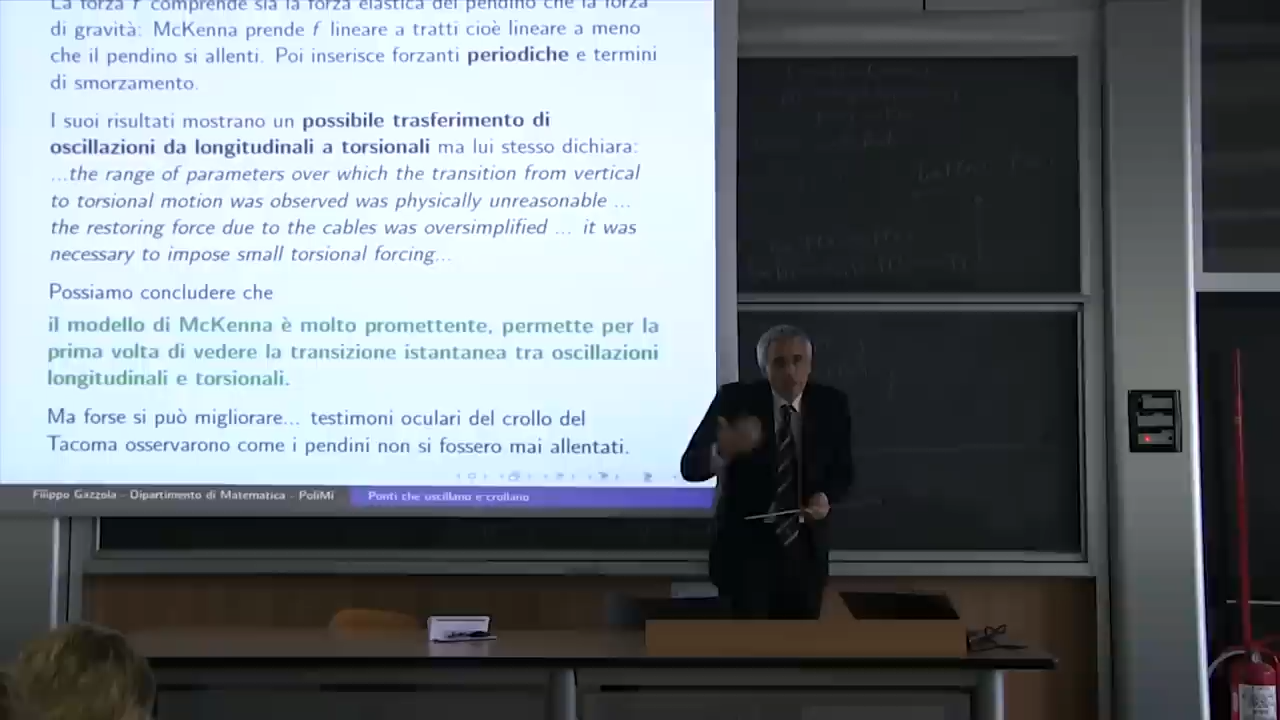 La forza f comprende sia la forza elastica del pendino che la forza
di gravità: McKenna prende f lineare a tratti cioè lineare a meno
che il pendino si allenti. Poi inserisce forzanti periodiche e termini
di smorzamento.
I suoi risultati mostrano un possibile trasferimento di
oscillazioni da longitudinali a torsionali ma lui stesso dichiara:
...the range of parameters over which the transition from vertical
to torsional motion was observed was physically unreasonable ...
the restoring force due to the cables was oversimplified ... it was
necessary to impose small torsional forcing...
Possiamo concludere che
il modello di McKenna è molto promettente, permette per la
prima volta di vedere la transizione istantanea tra oscillazioni
longitudinali e torsionali.
Ma forse si può migliorare... testimoni oculari del crollo del
Tacoma osservarono come i pendini non si fossero mai allentati.
Filippo Gazzola - Dipartimento di Matematica - PoliMi
Ponti che oscillano e crollano